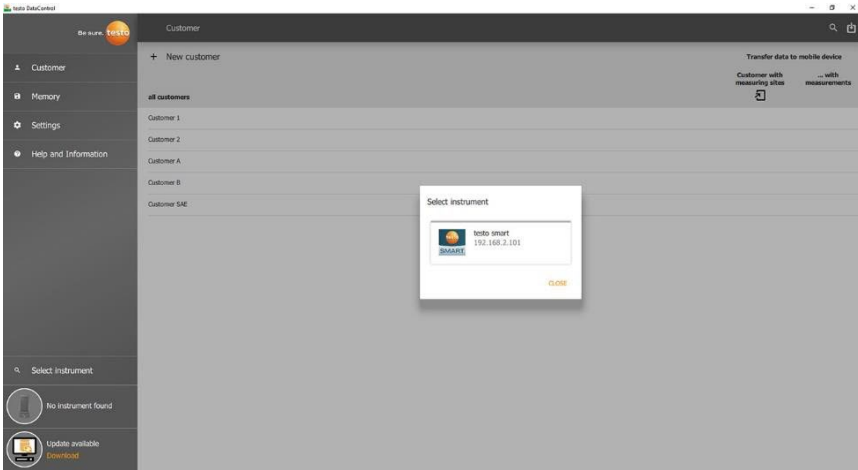 testo DataControl
Be sure. testo
Customer
Customer
Memory
Settings
Help and Information
Select instrument
No instrument found
Update available
Download
+ New customer
Transfer data to mobile device
Customer with
measuring sites
... with
measurements
all customers
Customer 1
Customer 2
Customer A
Customer B
Customer SAE
Select instrument
testo smart
192.168.2.101
SMART
CLOSE